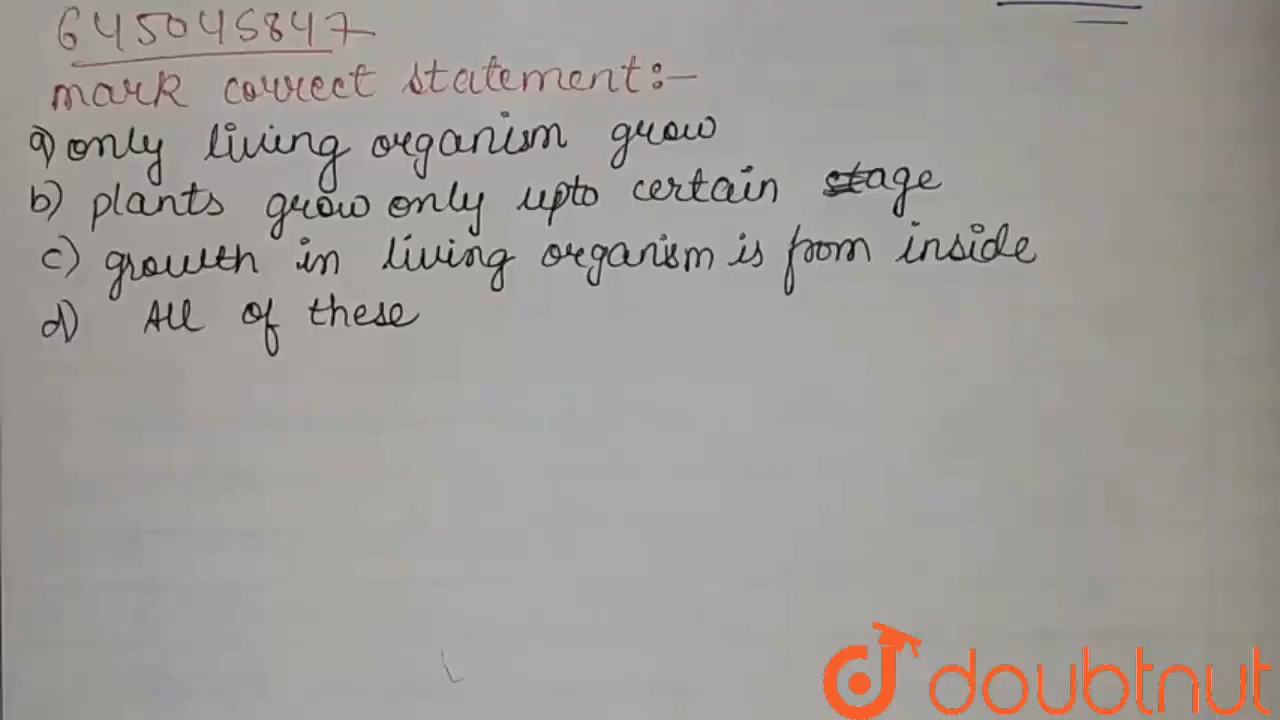 645045847
mark correct statement:-
a) only living organism grow
b) plants grow only upto certain stage
c) growth in living organism is from inside
d) All of these
doubtnut